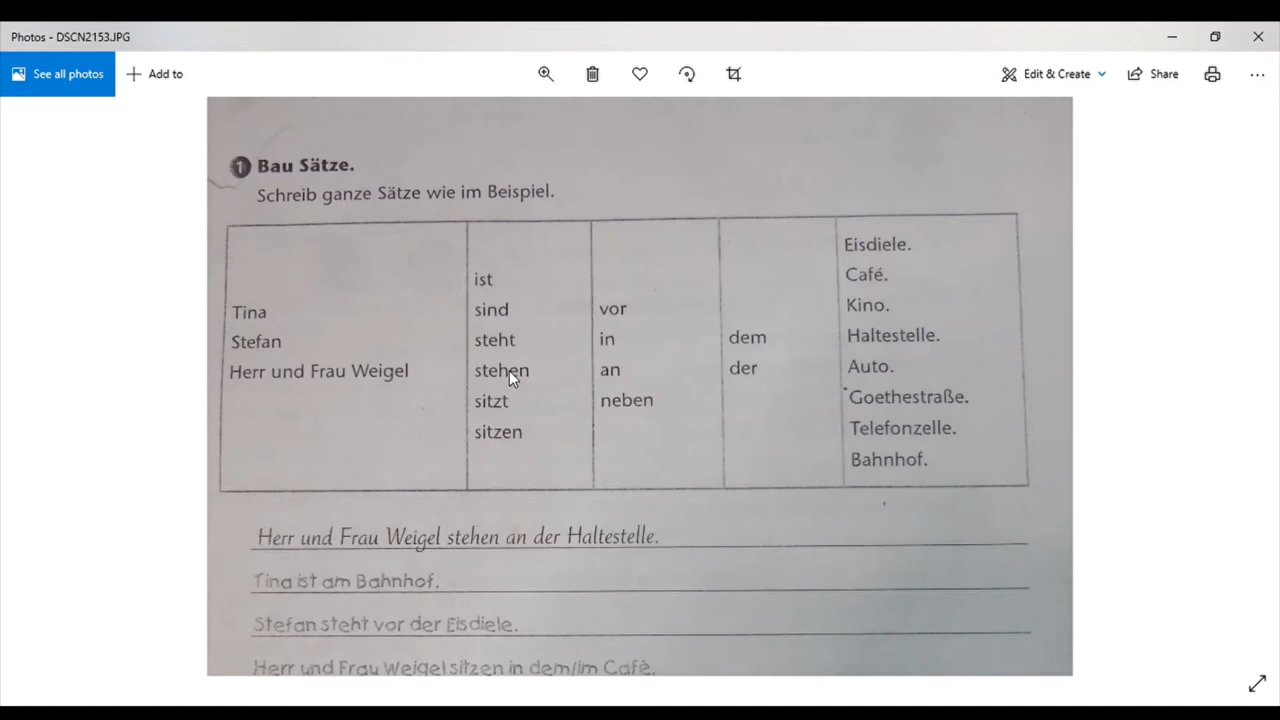 Photos - DSCN2153.JPG
See all photos
Add to
Edit & Create
Share
1 Bau Sätze.
Schreib ganze Sätze wie im Beispiel.
Tina
Stefan
Herr und Frau Weigel
ist
sind
steht
stehen
sitzt
sitzen
vor
in
an
neben
dem
der
Eisdiele.
Café.
Kino.
Haltestelle.
Auto.
Goethestraße.
Telefonzelle.
Bahnhof.
Herr und Frau Weigel stehen an der Haltestelle.
Tina ist am Bahnhof.
Stefan steht vor der Eisdiele.
Herr und Frau Weigel sitzen in dem/im Cafè.